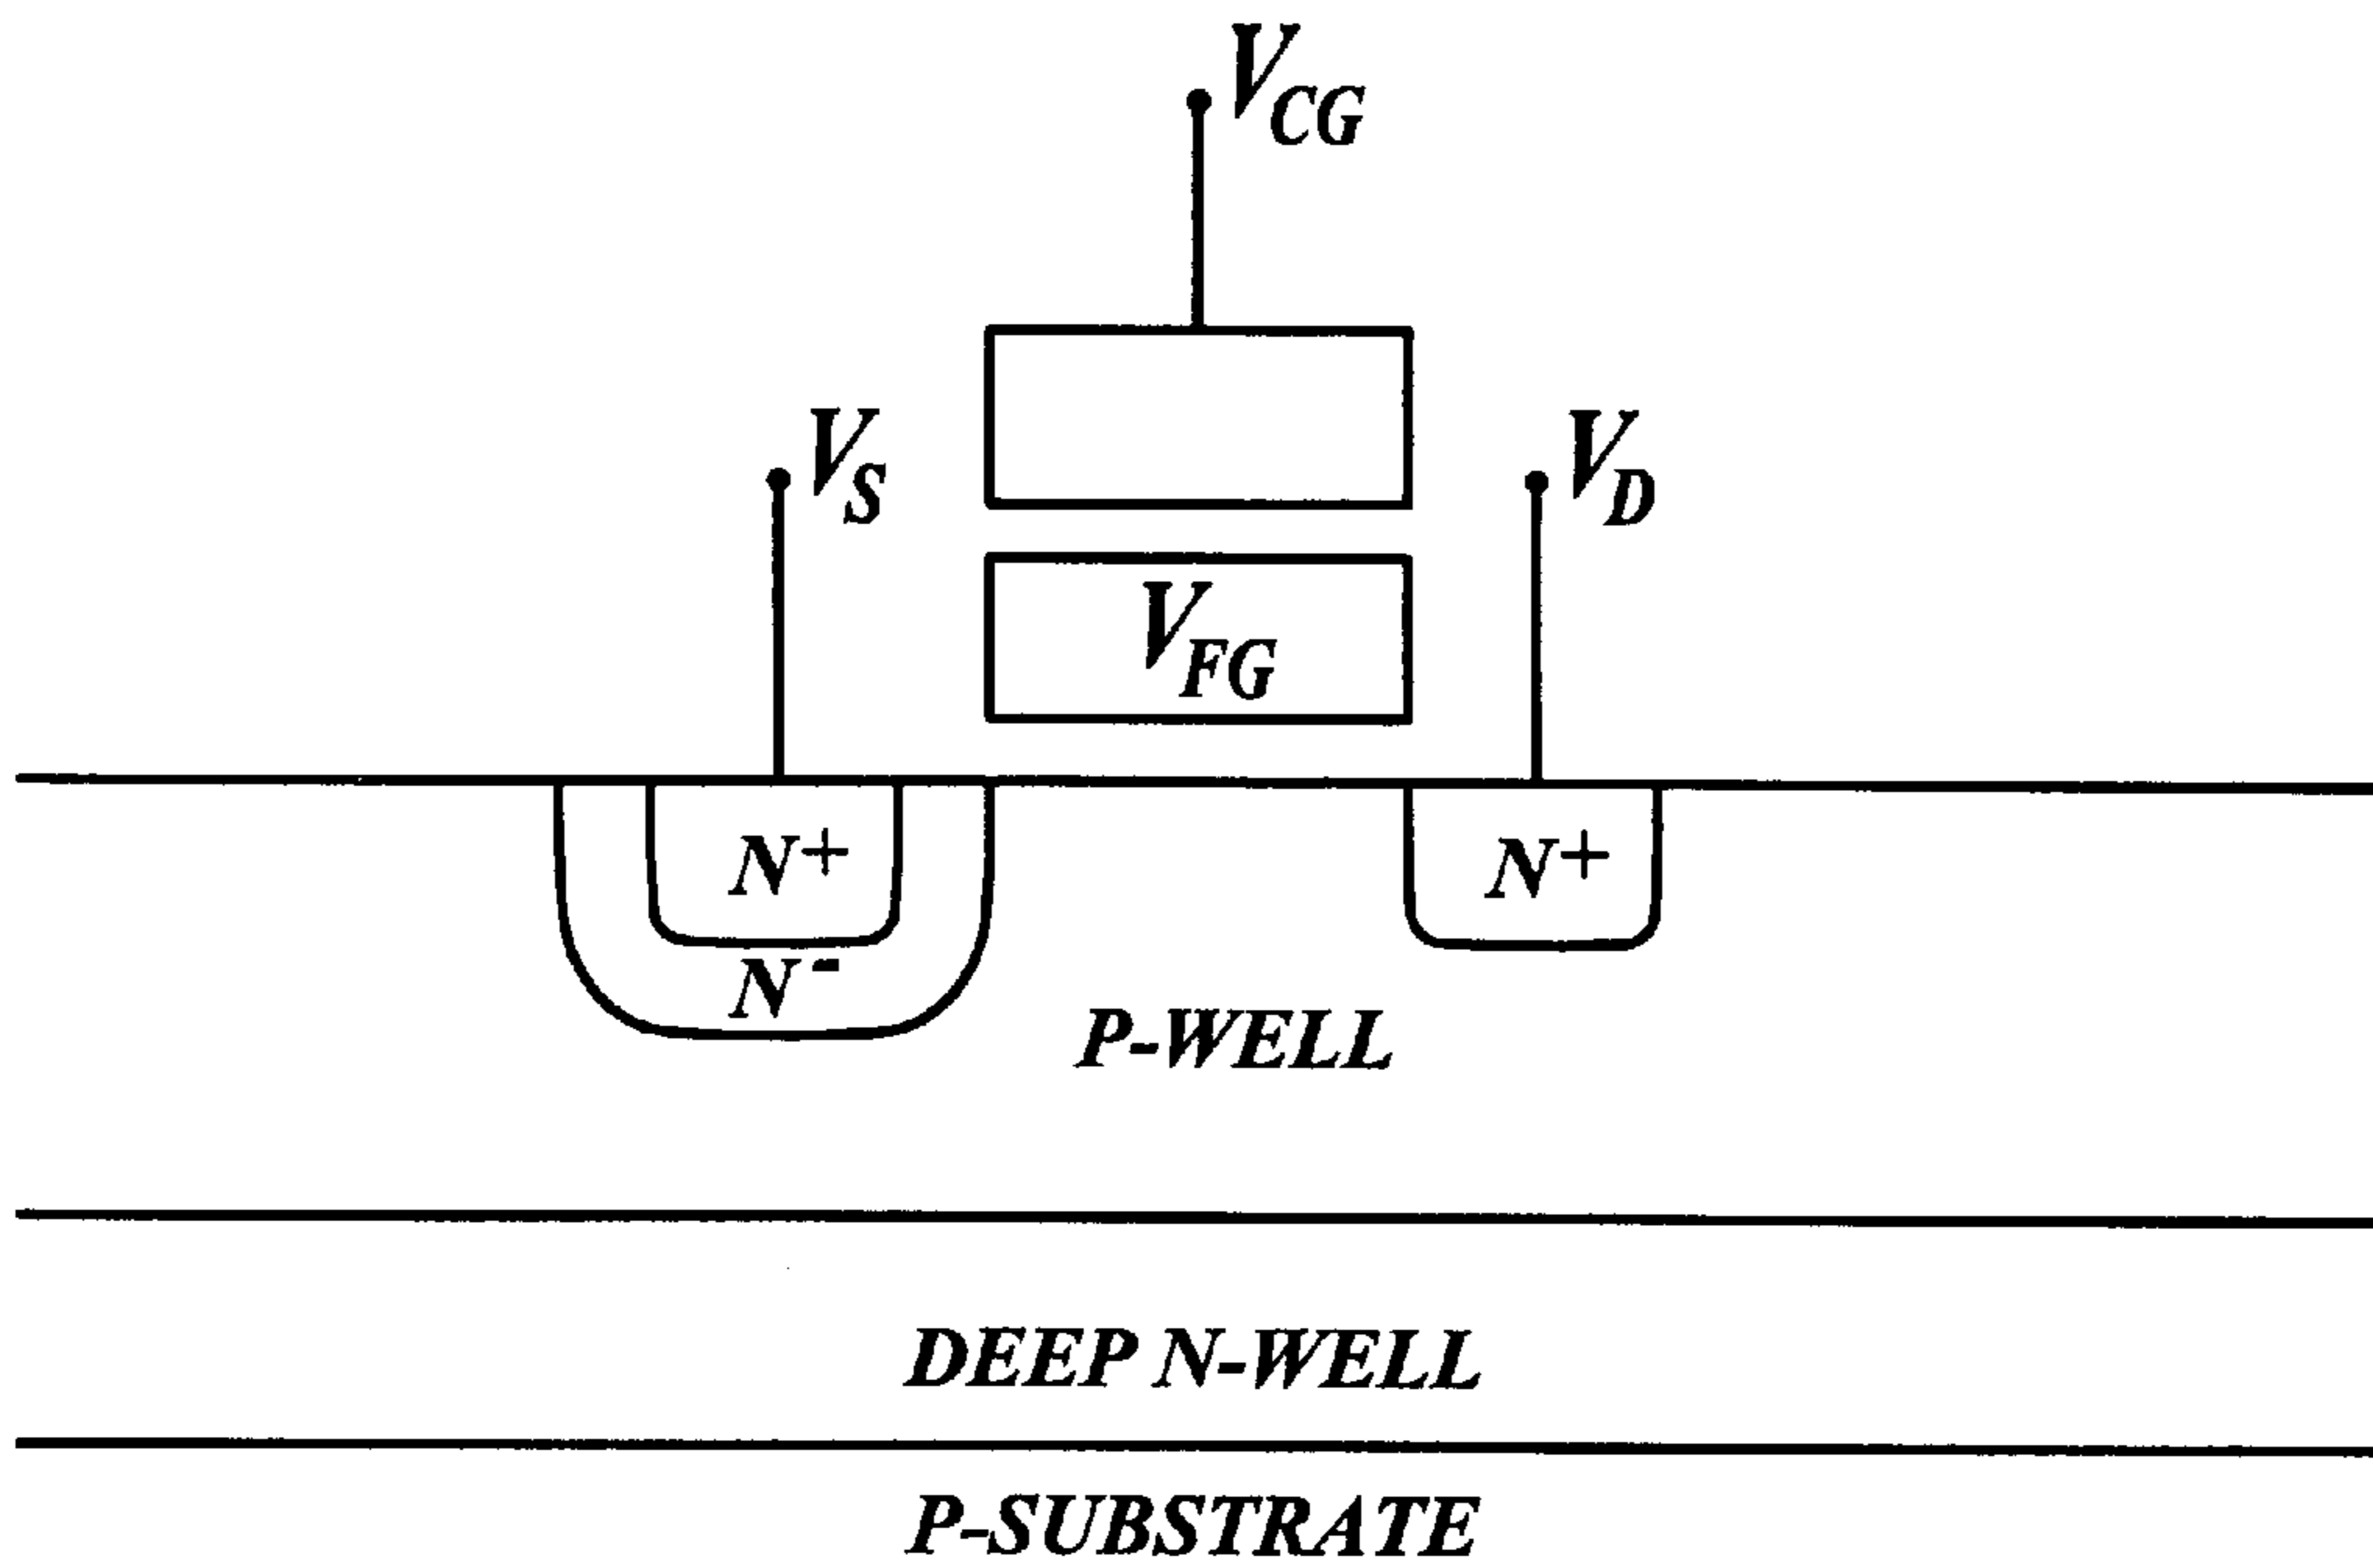 V_CG
V_S
V_D
V_FG
N+
N+
N-
P-WELL
DEEP N-WELL
P-SUBSTRATE